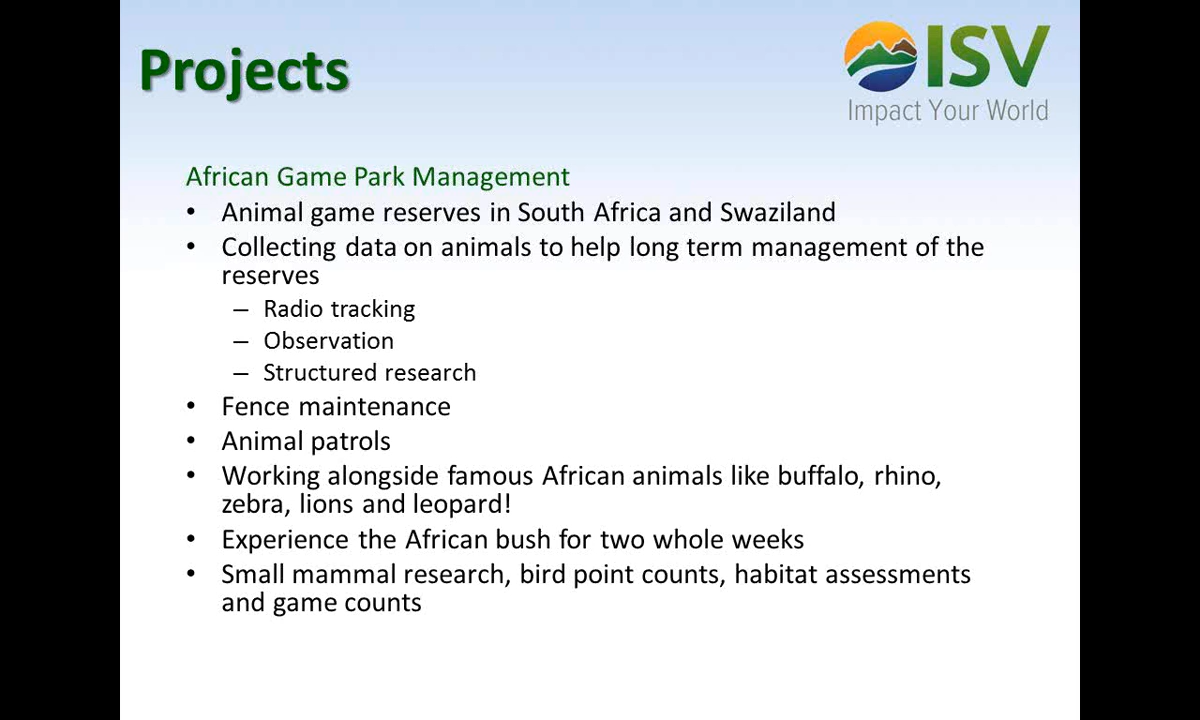 Projects
ISV
Impact Your World
African Game Park Management
• Animal game reserves in South Africa and Swaziland
• Collecting data on animals to help long term management of the
reserves
– Radio tracking
– Observation
– Structured research
• Fence maintenance
• Animal patrols
• Working alongside famous African animals like buffalo, rhino,
zebra, lions and leopard!
• Experience the African bush for two whole weeks
• Small mammal research, bird point counts, habitat assessments
and game counts